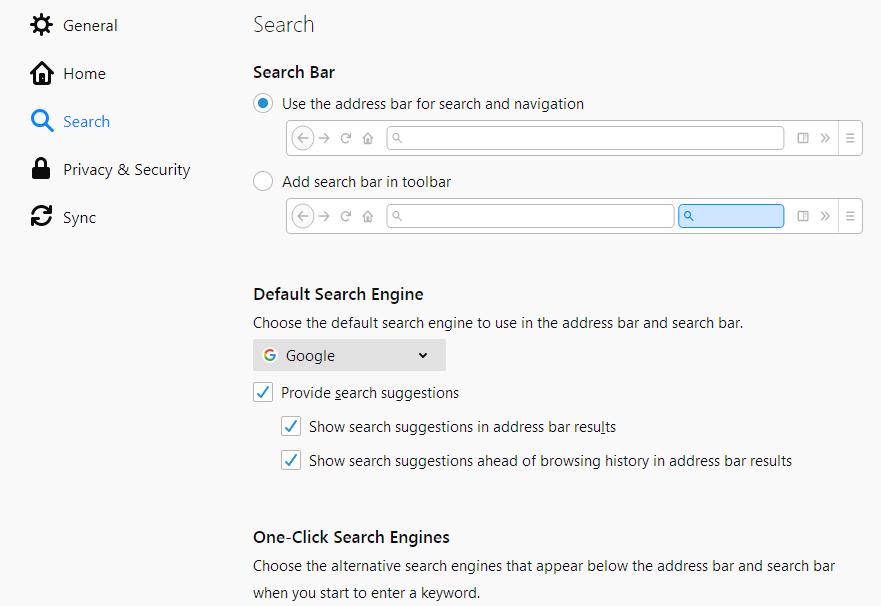 General
Home
Search
Privacy & Security
Sync
Search
Search Bar
Use the address bar for search and navigation
Add search bar in toolbar
Default Search Engine
Choose the default search engine to use in the address bar and search bar.
Google
Provide search suggestions
Show search suggestions in address bar results
Show search suggestions ahead of browsing history in address bar results
One-Click Search Engines
Choose the alternative search engines that appear below the address bar and search bar
when you start to enter a keyword.